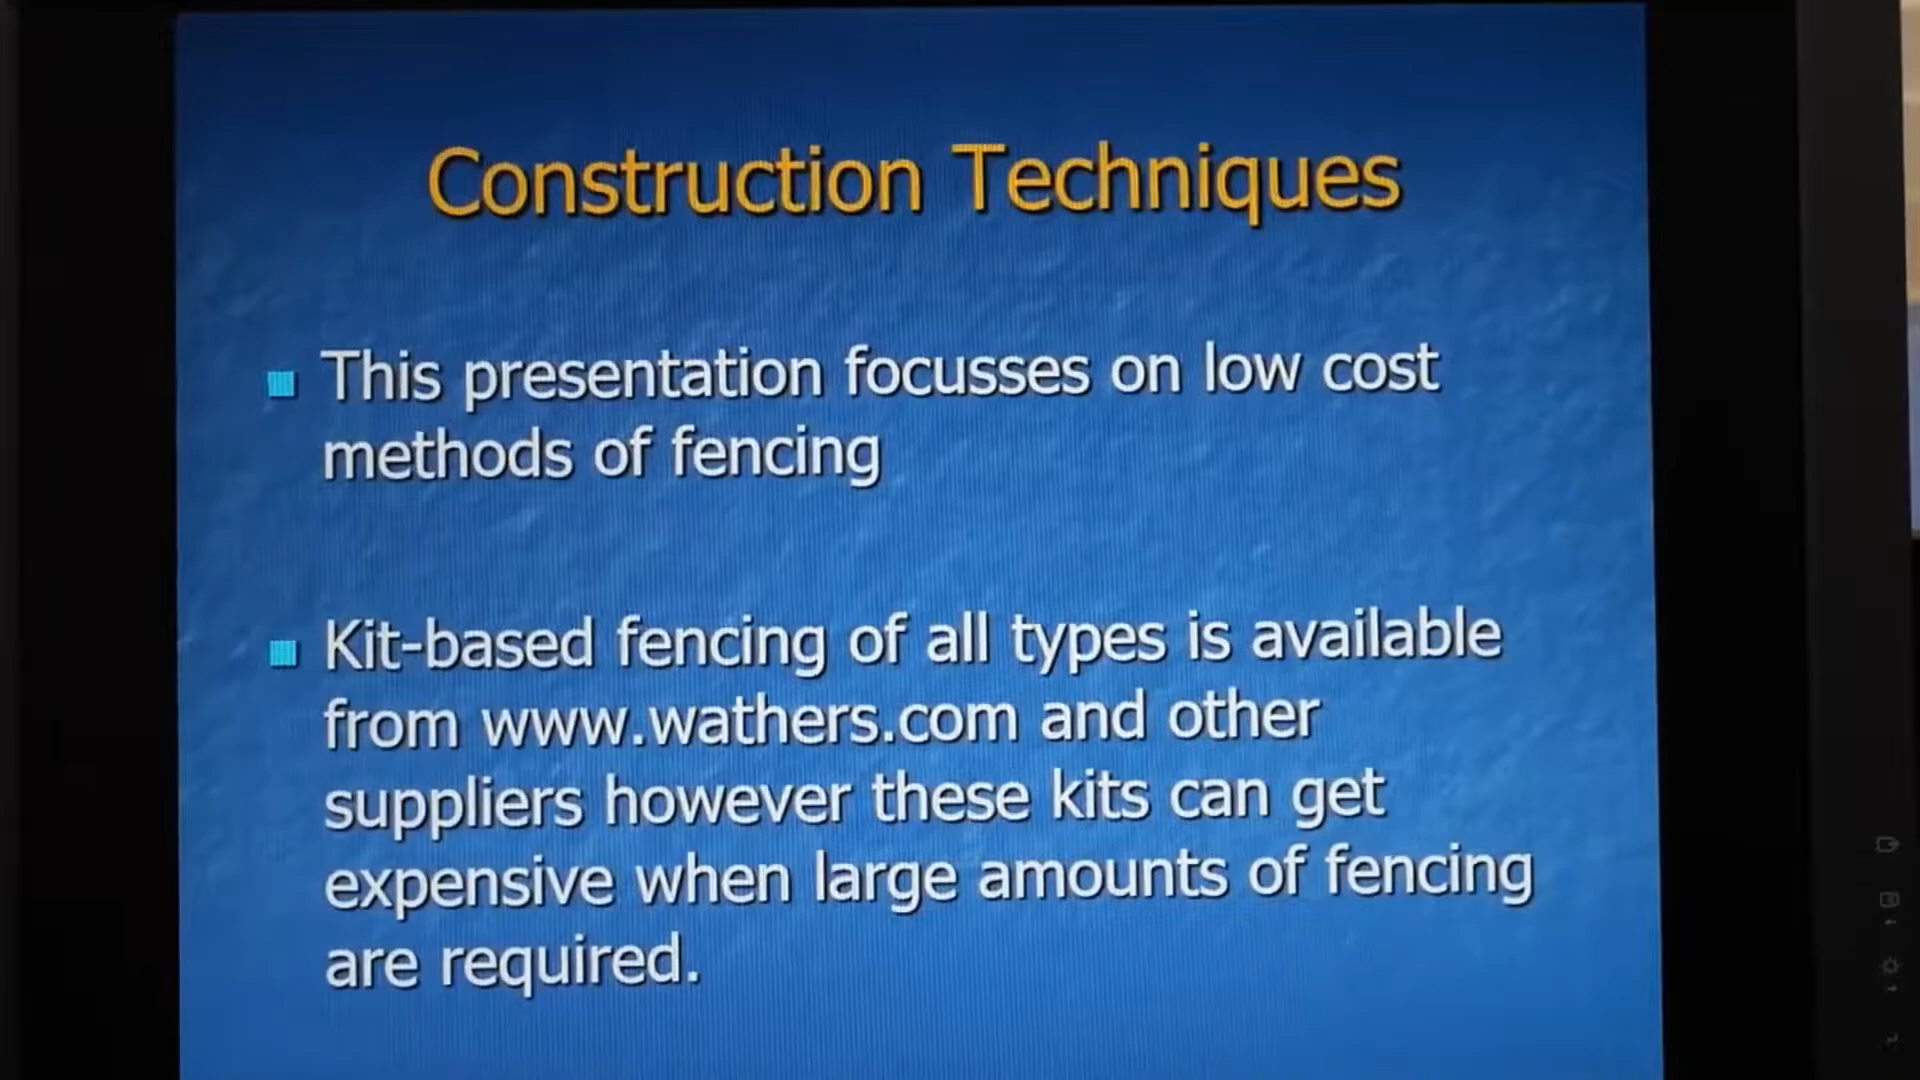 Construction Techniques
This presentation focusses on low cost
methods of fencing
Kit-based fencing of all types is available
from www.wathers.com and other
suppliers however these kits can get
expensive when large amounts of fencing
are required.